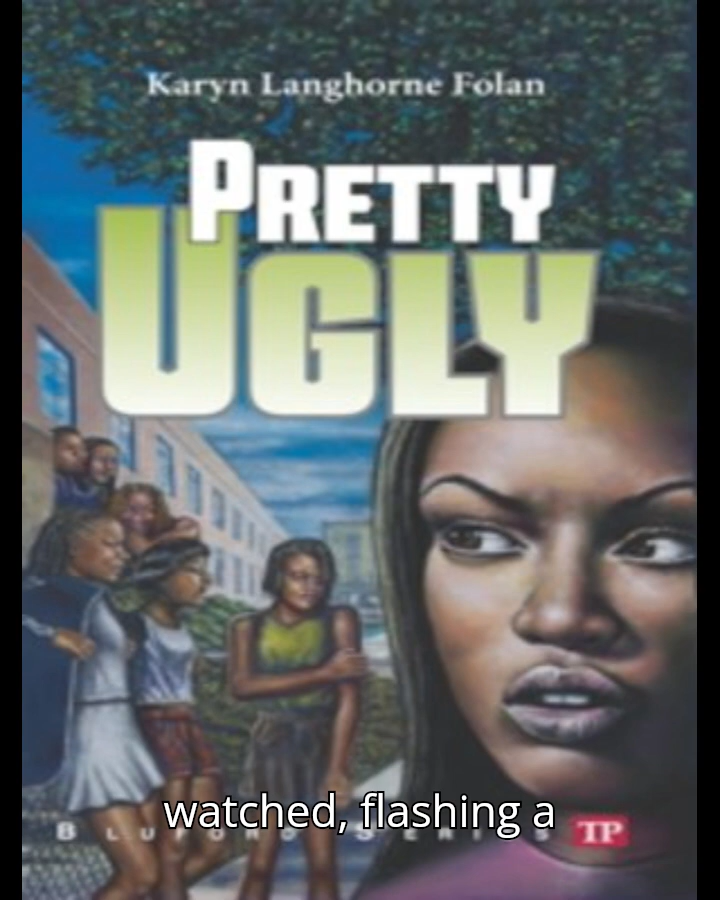 Karyn Langhorne Folan
PRETTY
UGLY
watched, flashing a
TP